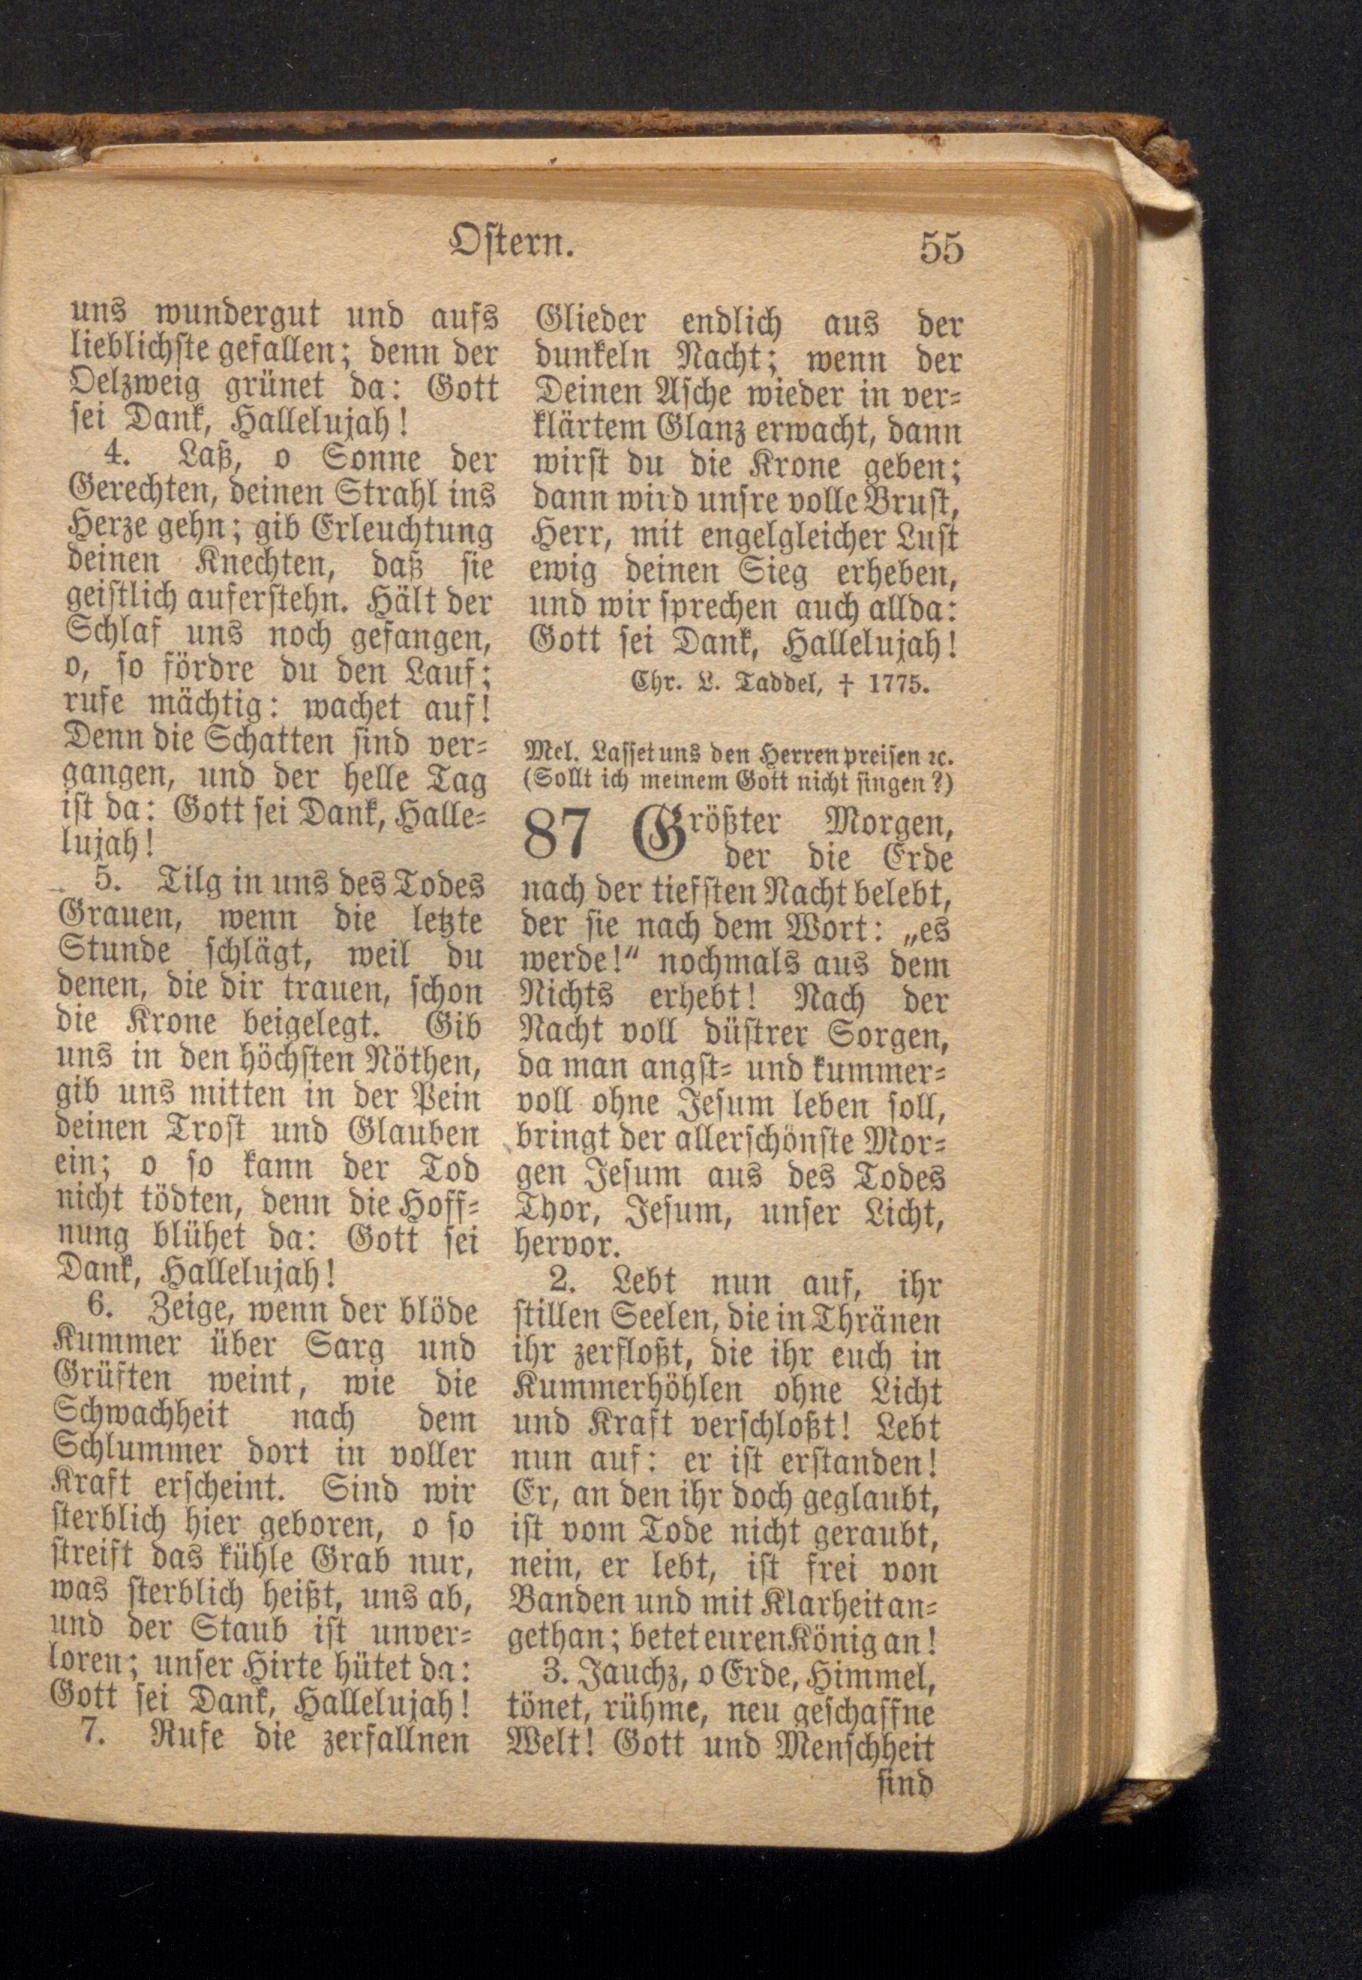 Ostern.
55
uns wundergut und aufs
lieblichste gefallen; denn der
Oelzweig grünet da: Gott
sei Dank, Hallelujah!
4. Laß, o Sonne der
Gerechten, deinen Strahl ins
Herze gehn; gib Erleuchtung
deinen Knechten, daß sie
geistlich auferstehn. Hält der
Schlaf uns noch gefangen,
o, so fördre du den Lauf;
rufe mächtig: wachet auf!
Denn die Schatten sind ver-
gangen, und der helle Tag
ist da: Gott sei Dank, Halle-
lujah!
5. Tilg in uns des Todes
Grauen, wenn die letzte
Stunde schlägt, weil du
denen, die dir trauen, schon
die Krone beigelegt. Gib
uns in den höchsten Nöthen,
gib uns mitten in der Pein
deinen Trost und Glauben
ein; o so kann der Tod
nicht tödten, denn die Hoff-
nung blühet da: Gott sei
Dank, Hallelujah!
6. Zeige, wenn der blöde
Kummer über Sarg und
Grüften weint, wie die
Schwachheit nach dem
Schlummer dort in voller
Kraft erscheint. Sind wir
sterblich hier geboren, o so
streift das kühle Grab nur,
was sterblich heißt, uns ab,
und der Staub ist unver-
loren; unser Hirte hütet da:
Gott sei Dank, Hallelujah!
7. Rufe die zerfallnen
Glieder endlich aus der
dunkeln Nacht; wenn der
Deinen Asche wieder in ver-
klärtem Glanz erwacht, dann
wirst du die Krone geben;
dann wird unsre volle Brust,
Herr, mit engelgleicher Lust
ewig deinen Sieg erheben,
und wir sprechen auch allda:
Gott sei Dank, Hallelujah!
Chr. L. Taddel, † 1775.
Mel. Lasset uns den Herren preisen ꝛc.
(Sollt ich meinem Gott nicht singen?)
87 Größter Morgen,
der die Erde
nach der tiefsten Nacht belebt,
der sie nach dem Wort: „es
werde!“ nochmals aus dem
Nichts erhebt! Nach der
Nacht voll düstrer Sorgen,
da man angst- und kummer-
voll ohne Jesum leben soll,
bringt der allerschönste Mor-
gen Jesum aus des Todes
Thor, Jesum, unser Licht,
hervor.
2. Lebt nun auf, ihr
stillen Seelen, die in Thränen
ihr zerfloßt, die ihr euch in
Kummerhöhlen ohne Licht
und Kraft verschloßt! Lebt
nun auf: er ist erstanden!
Er, an den ihr doch geglaubt,
ist vom Tode nicht geraubt,
nein, er lebt, ist frei von
Banden und mit Klarheit an-
gethan; betet euren König an!
3. Jauchz, o Erde, Himmel,
tönet, rühme, neu geschaffne
Welt! Gott und Menschheit
sind